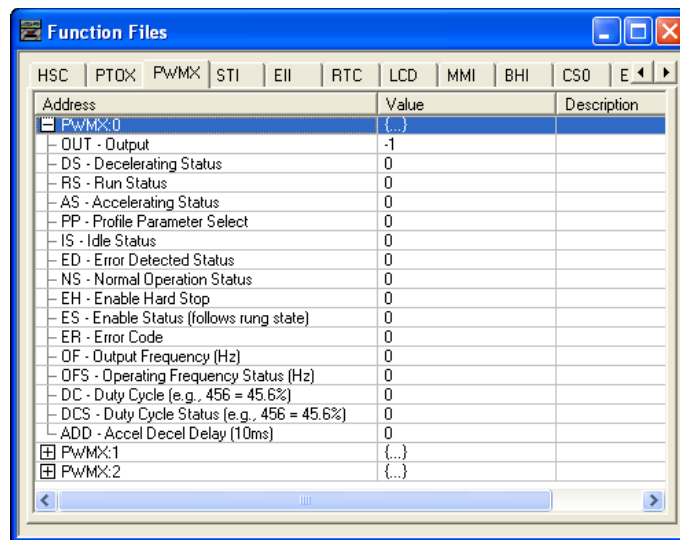 Function Files
HSC PTOX PWMX STI EII RTC LCD MMI BHI CS0 E
Address Value Description
PWMX:0 {...}
OUT - Output -1
DS - Decelerating Status 0
RS - Run Status 0
AS - Accelerating Status 0
PP - Profile Parameter Select 0
IS - Idle Status 0
ED - Error Detected Status 0
NS - Normal Operation Status 0
EH - Enable Hard Stop 0
ES - Enable Status (follows rung state) 0
ER - Error Code 0
OF - Output Frequency (Hz) 0
OFS - Operating Frequency Status (Hz) 0
DC - Duty Cycle (e.g., 456 = 45.6%) 0
DCS - Duty Cycle Status (e.g., 456 = 45.6%) 0
ADD - Accel Decel Delay (10ms) 0
PWMX:1 {...}
PWMX:2 {...}